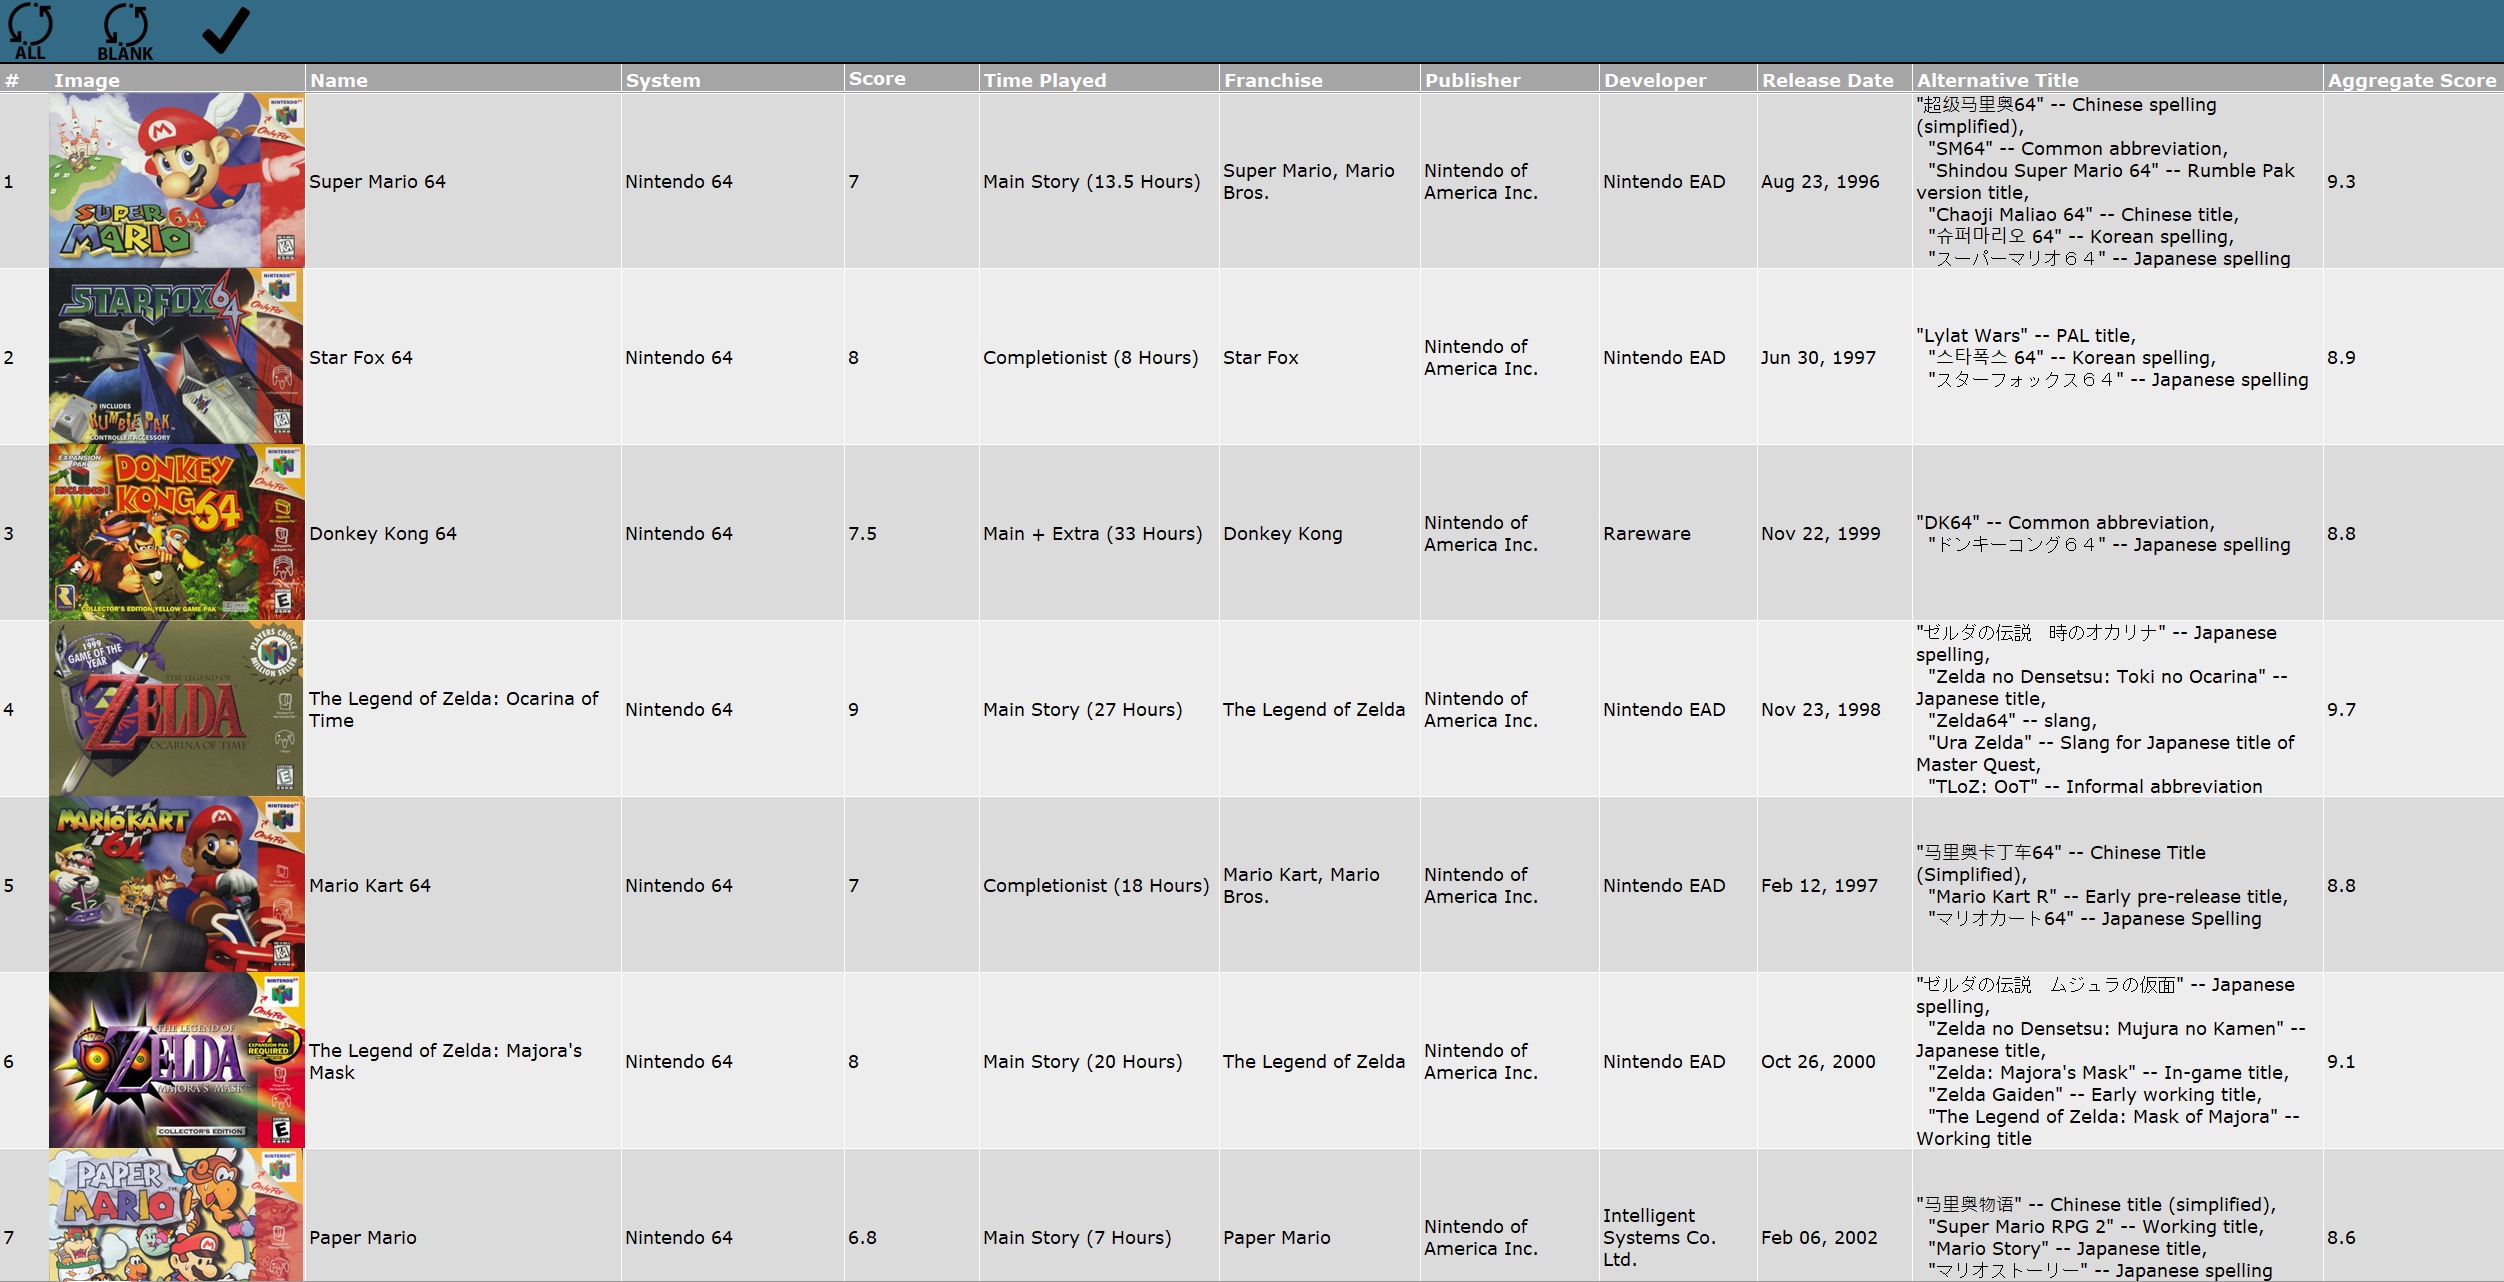 ALL
BLANK
# Image Name System Score Time Played Franchise Publisher Developer Release Date Alternative Title Aggregate Score
NINTENDO64
Only For
SUPER
MARIO 64
KA
1
Super Mario 64
Nintendo 64
7
Main Story (13.5 Hours)
Super Mario, Mario
Bros.
Nintendo of
America Inc.
Nintendo EAD
Aug 23, 1996
"超级马里奥64" -- Chinese spelling
(simplified),
"SM64" -- Common abbreviation,
"Shindou Super Mario 64" -- Rumble Pak
version title,
"Chaoji Maliao 64" -- Chinese title,
"슈퍼마리오 64" -- Korean spelling,
"スーパーマリオ６４" -- Japanese spelling
9.3
NINTENDO64
Only For
STARFOX 64
INCLUDES
RUMBLE PAK
CONTROLLER ACCESSORY
KA
2
Star Fox 64
Nintendo 64
8
Completionist (8 Hours)
Star Fox
Nintendo of
America Inc.
Nintendo EAD
Jun 30, 1997
"Lylat Wars" -- PAL title,
"스타폭스 64" -- Korean spelling,
"スターフォックス６４" -- Japanese spelling
8.9
EXPANSION
PAK
INCLUDED!
NINTENDO64
Only For
DONKEY
KONG 64
COLLECTOR'S EDITION YELLOW GAME PAK
E
3
Donkey Kong 64
Nintendo 64
7.5
Main + Extra (33 Hours)
Donkey Kong
Nintendo of
America Inc.
Rareware
Nov 22, 1999
"DK64" -- Common abbreviation,
"ドンキーコング６４" -- Japanese spelling
8.8
1999
GAME OF THE
YEAR
PLAYERS CHOICE
MILLION SELLER
THE LEGEND OF
ZELDA
OCARINA OF TIME
E
4
The Legend of Zelda: Ocarina of
Time
Nintendo 64
9
Main Story (27 Hours)
The Legend of Zelda
Nintendo of
America Inc.
Nintendo EAD
Nov 23, 1998
"ゼルダの伝説　時のオカリナ" -- Japanese
spelling,
"Zelda no Densetsu: Toki no Ocarina" --
Japanese title,
"Zelda64" -- slang,
"Ura Zelda" -- Slang for Japanese title of
Master Quest,
"TLoZ: OoT" -- Informal abbreviation
9.7
MARIOKART
64
NINTENDO64
Only For
KA
5
Mario Kart 64
Nintendo 64
7
Completionist (18 Hours)
Mario Kart, Mario
Bros.
Nintendo of
America Inc.
Nintendo EAD
Feb 12, 1997
"马里奥卡丁车64" -- Chinese Title
(Simplified),
"Mario Kart R" -- Early pre-release title,
"マリオカート64" -- Japanese Spelling
8.8
NINTENDO64
Only For
THE LEGEND OF
ZELDA
MAJORA'S MASK
EXPANSION PAK
REQUIRED
COLLECTOR'S EDITION
E
6
The Legend of Zelda: Majora's
Mask
Nintendo 64
8
Main Story (20 Hours)
The Legend of Zelda
Nintendo of
America Inc.
Nintendo EAD
Oct 26, 2000
"ゼルダの伝説　ムジュラの仮面" -- Japanese
spelling,
"Zelda no Densetsu: Mujura no Kamen" --
Japanese title,
"Zelda: Majora's Mask" -- In-game title,
"Zelda Gaiden" -- Early working title,
"The Legend of Zelda: Mask of Majora" --
Working title
9.1
NINTENDO64
Only For
PAPER
MARIO
7
Paper Mario
Nintendo 64
6.8
Main Story (7 Hours)
Paper Mario
Nintendo of
America Inc.
Intelligent
Systems Co.
Ltd.
Feb 06, 2002
"马里奥物语" -- Chinese title (simplified),
"Super Mario RPG 2" -- Working title,
"Mario Story" -- Japanese title,
"マリオストーリー" -- Japanese spelling
8.6